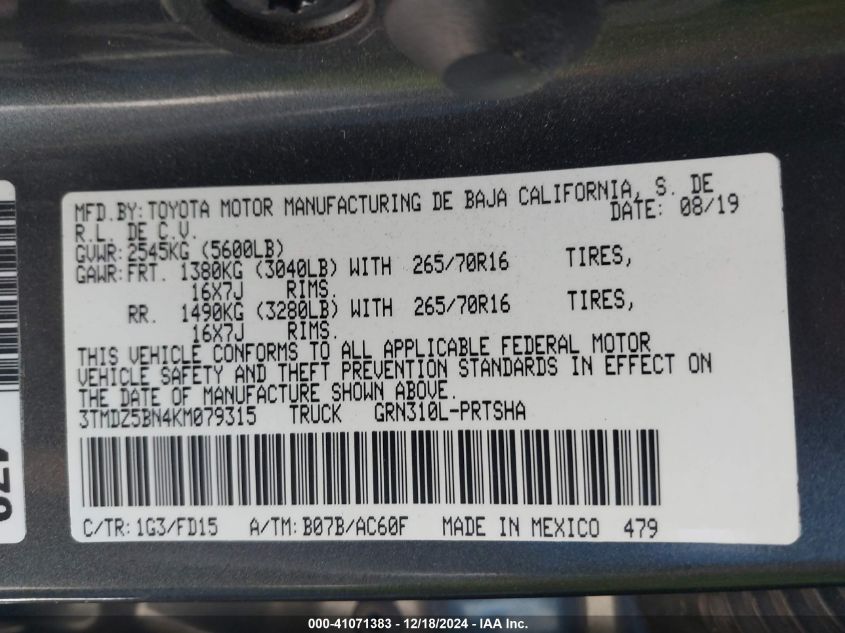 MFD.BY: TOYOTA MOTOR MANUFACTURING DE BAJA CALIFORNIA, S. DE
R.L. DE C.V. DATE: 08/19
GVWR: 2545KG (5600LB)
GAWR: FRT. 1380KG (3040LB) WITH 265/70R16 TIRES,
16X7J RIMS.
RR. 1490KG (3280LB) WITH 265/70R16 TIRES,
16X7J RIMS.
THIS VEHICLE CONFORMS TO ALL APPLICABLE FEDERAL MOTOR
VEHICLE SAFETY AND THEFT PREVENTION STANDARDS IN EFFECT ON
THE DATE OF MANUFACTURE SHOWN ABOVE.
3TMDZ5BN4KM079315 TRUCK GRN310L-PRTSHA
C/TR: 1G3/FD15 A/TM: B07B/AC60F MADE IN MEXICO 479
000-41071383 - 12/18/2024 - IAAI - Copyright IAA, Inc.